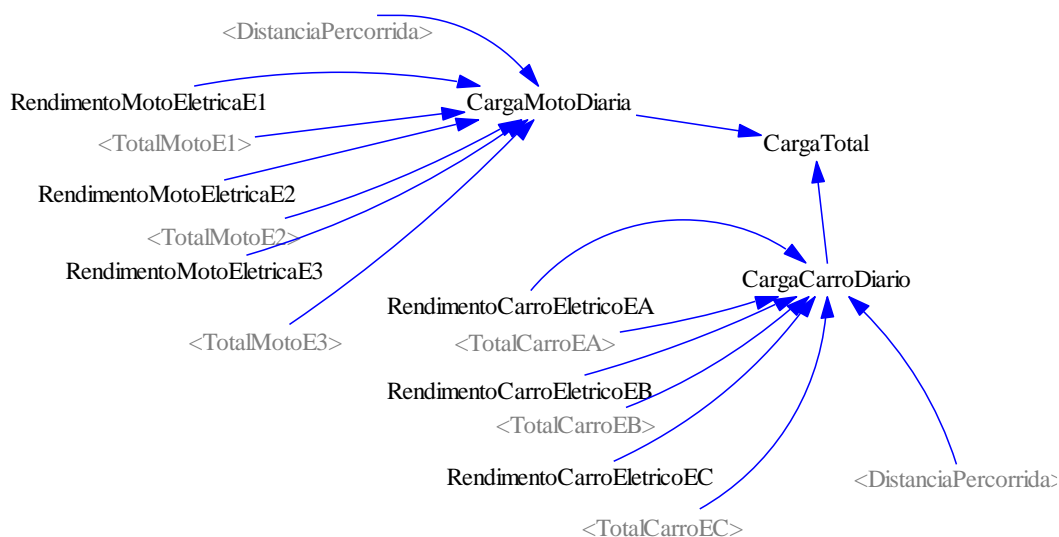 <DistanciaPercorrida>
RendimentoMotoEletricaE1
CargaMotoDiaria
<TotalMotoE1>
CargaTotal
RendimentoMotoEletricaE2
<TotalMotoE2>
RendimentoMotoEletricaE3
CargaCarroDiario
RendimentoCarroEletricoEA
<TotalMotoE3>
<TotalCarroEA>
RendimentoCarroEletricoEB
<TotalCarroEB>
RendimentoCarroEletricoEC
<DistanciaPercorrida>
<TotalCarroEC>